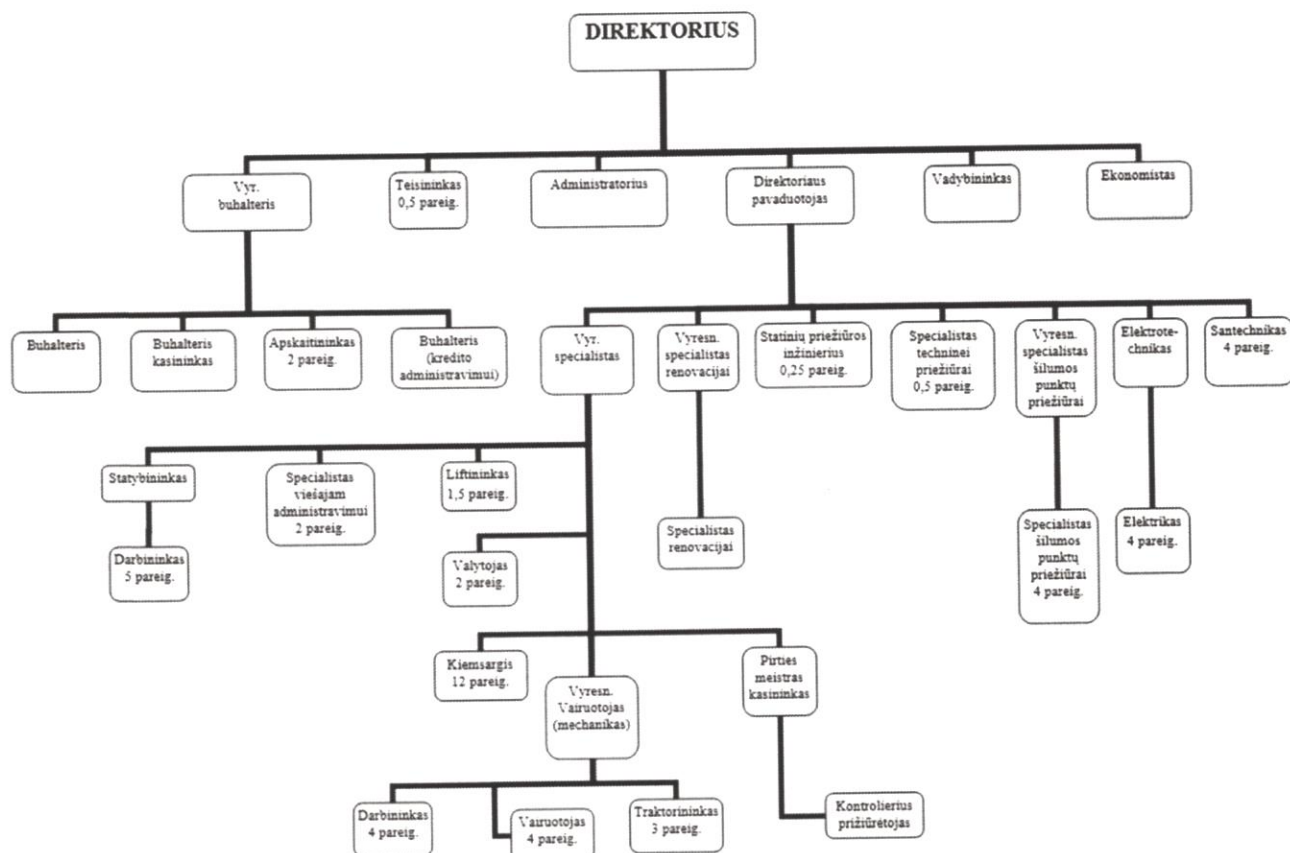 DIREKTORIUS
Vyr.
buhalteris
Teisininkas
0,5 pareig.
Administratorius
Direktoriaus
pavaduotojas
Vadybininkas
Ekonomistas
Buhalteris
Buhalteris
kasininkas
Apskaitininkas
2 pareig.
Buhalteris
(kredito
administravimui)
Vyr.
specialistas
Vyresn.
specialistas
renovacijai
Statinių priežiūros
inžinierius
0,25 pareig.
Specialistas
techninei
priežiūrai
0,5 pareig.
Vyresn.
specialistas
šilumos
punktų
priežiūrai
Elektrote-
chnikas
Santechnikas
4 pareig.
Statybininkas
Specialistas
viešajam
administravimui
2 pareig.
Liftininkas
1,5 pareig.
Darbininkas
5 pareig.
Valytojas
2 pareig.
Specialistas
renovacijai
Specialistas
šilumos
punktų
priežiūrai
4 pareig.
Elektrikas
4 pareig.
Kiemsargis
12 pareig.
Vyresn.
Vairuotojas
(mechanikas)
Pirties
meistras
kasininkas
Darbininkas
4 pareig.
Vairuotojas
4 pareig.
Traktorininkas
3 pareig.
Kontrolierius
prižiūrėtojas